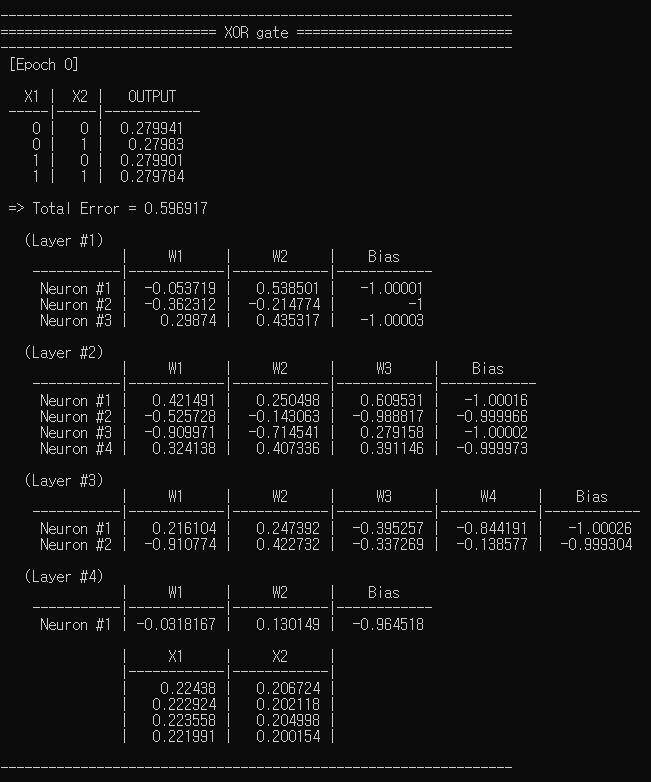 ----------------------------------------------------------------
=========================== XOR gate ===========================
----------------------------------------------------------------
[Epoch 0]
X1 | X2 | OUTPUT
-----|-----|------------
0 | 0 | 0.279941
0 | 1 | 0.27983
1 | 0 | 0.279901
1 | 1 | 0.279784
=> Total Error = 0.596917
(Layer #1)
| W1 | W2 | Bias
-----------|------------|------------|------------
Neuron #1 | -0.053719 | 0.538501 | -1.00001
Neuron #2 | -0.362312 | -0.214774 | -1
Neuron #3 | 0.29874 | 0.435317 | -1.00003
(Layer #2)
| W1 | W2 | W3 | Bias
-----------|------------|------------|------------|------------
Neuron #1 | 0.421491 | 0.250498 | 0.609531 | -1.00016
Neuron #2 | -0.525728 | -0.143063 | -0.988817 | -0.999966
Neuron #3 | -0.909971 | -0.714541 | 0.279158 | -1.00002
Neuron #4 | 0.324138 | 0.407336 | 0.391146 | -0.999973
(Layer #3)
| W1 | W2 | W3 | W4 | Bias
-----------|------------|------------|------------|------------|------------
Neuron #1 | 0.216104 | 0.247392 | -0.395257 | -0.844191 | -1.00026
Neuron #2 | -0.910774 | 0.422732 | -0.337269 | -0.138577 | -0.999304
(Layer #4)
| W1 | W2 | Bias
-----------|------------|------------|------------
Neuron #1 | -0.0318167 | 0.130149 | -0.964518
| X1 | X2 |
|------------|------------|
| 0.22438 | 0.206724 |
| 0.222924 | 0.202118 |
| 0.223558 | 0.204998 |
| 0.221991 | 0.200154 |
----------------------------------------------------------------